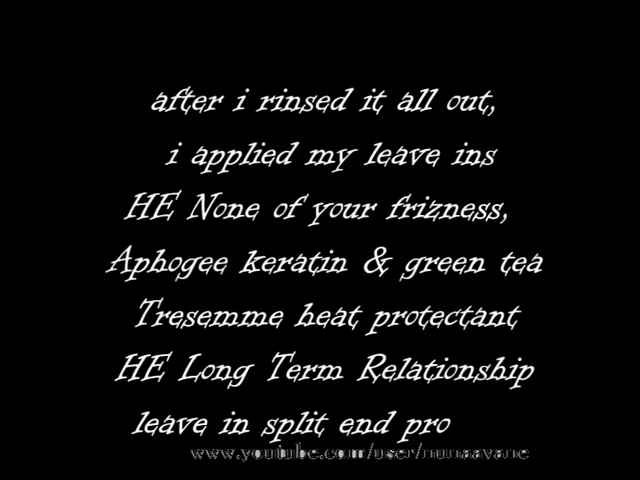 after i rinsed it all out,
i applied my leave ins
HE None of your frizness,
Aphogee keratin & green tea
Tresemme heat protectant
HE Long Term Relationship
leave in split end pro